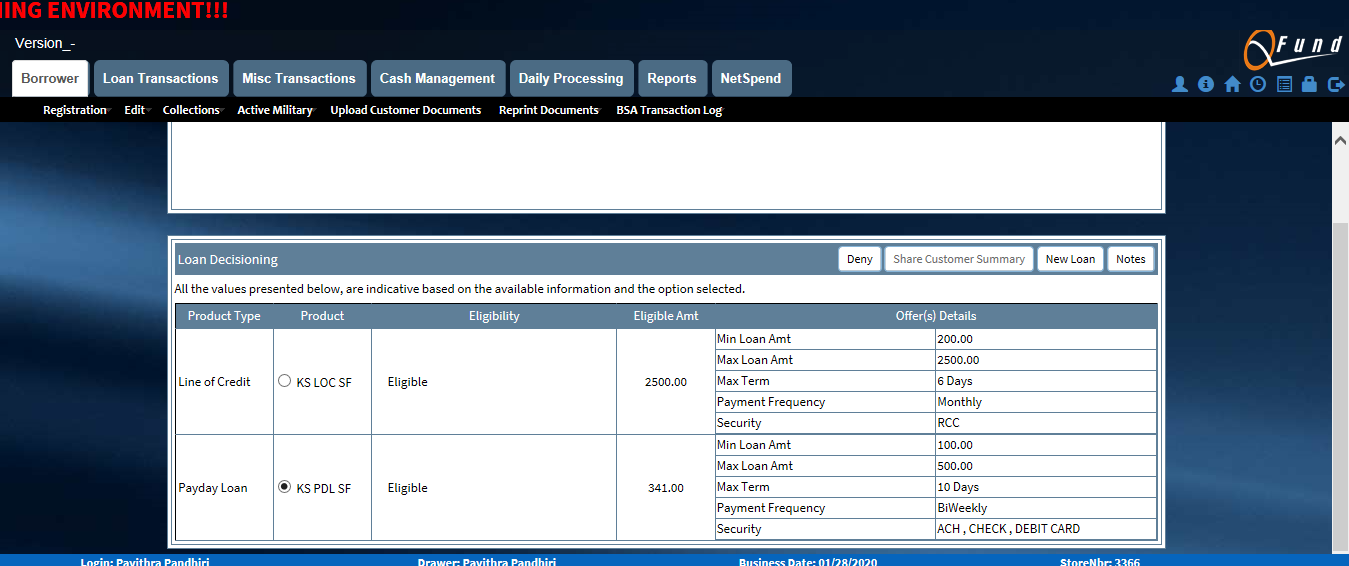 ING ENVIRONMENT!!!
Version_-
QFund
Borrower Loan Transactions Misc Transactions Cash Management Daily Processing Reports NetSpend
Registration Edit Collections Active Military Upload Customer Documents Reprint Documents BSA Transaction Log
Loan Decisioning Deny Share Customer Summary New Loan Notes
All the values presented below, are indicative based on the available information and the option selected.
Product Type Product Eligibility Eligible Amt Offer(s) Details
Line of Credit KS LOC SF Eligible 2500.00
Min Loan Amt 200.00
Max Loan Amt 2500.00
Max Term 6 Days
Payment Frequency Monthly
Security RCC
Payday Loan KS PDL SF Eligible 341.00
Min Loan Amt 100.00
Max Loan Amt 500.00
Max Term 10 Days
Payment Frequency BiWeekly
Security ACH , CHECK , DEBIT CARD
Login: Pavithra Pandhiri Drawer: Pavithra Pandhiri Business Date: 01/28/2020 StoreNbr: 3366